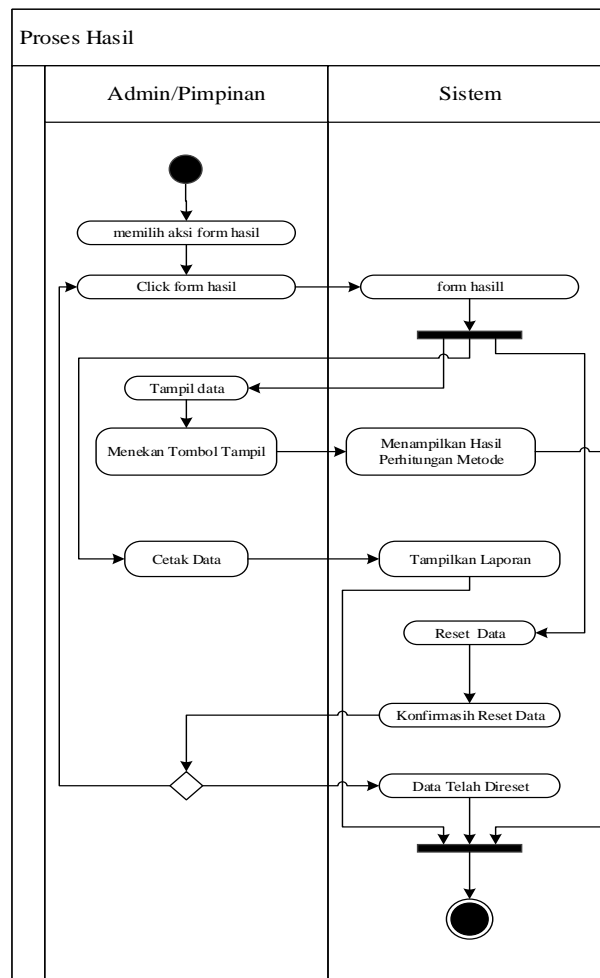 Proses Hasil
Admin/Pimpinan
Sistem
memilih aksi form hasil
Click form hasil
form hasill
Tampil data
Menekan Tombol Tampil
Menampilkan Hasil
Perhitungan Metode
Cetak Data
Tampilkan Laporan
Reset Data
Konfirmasih Reset Data
Data Telah Direset